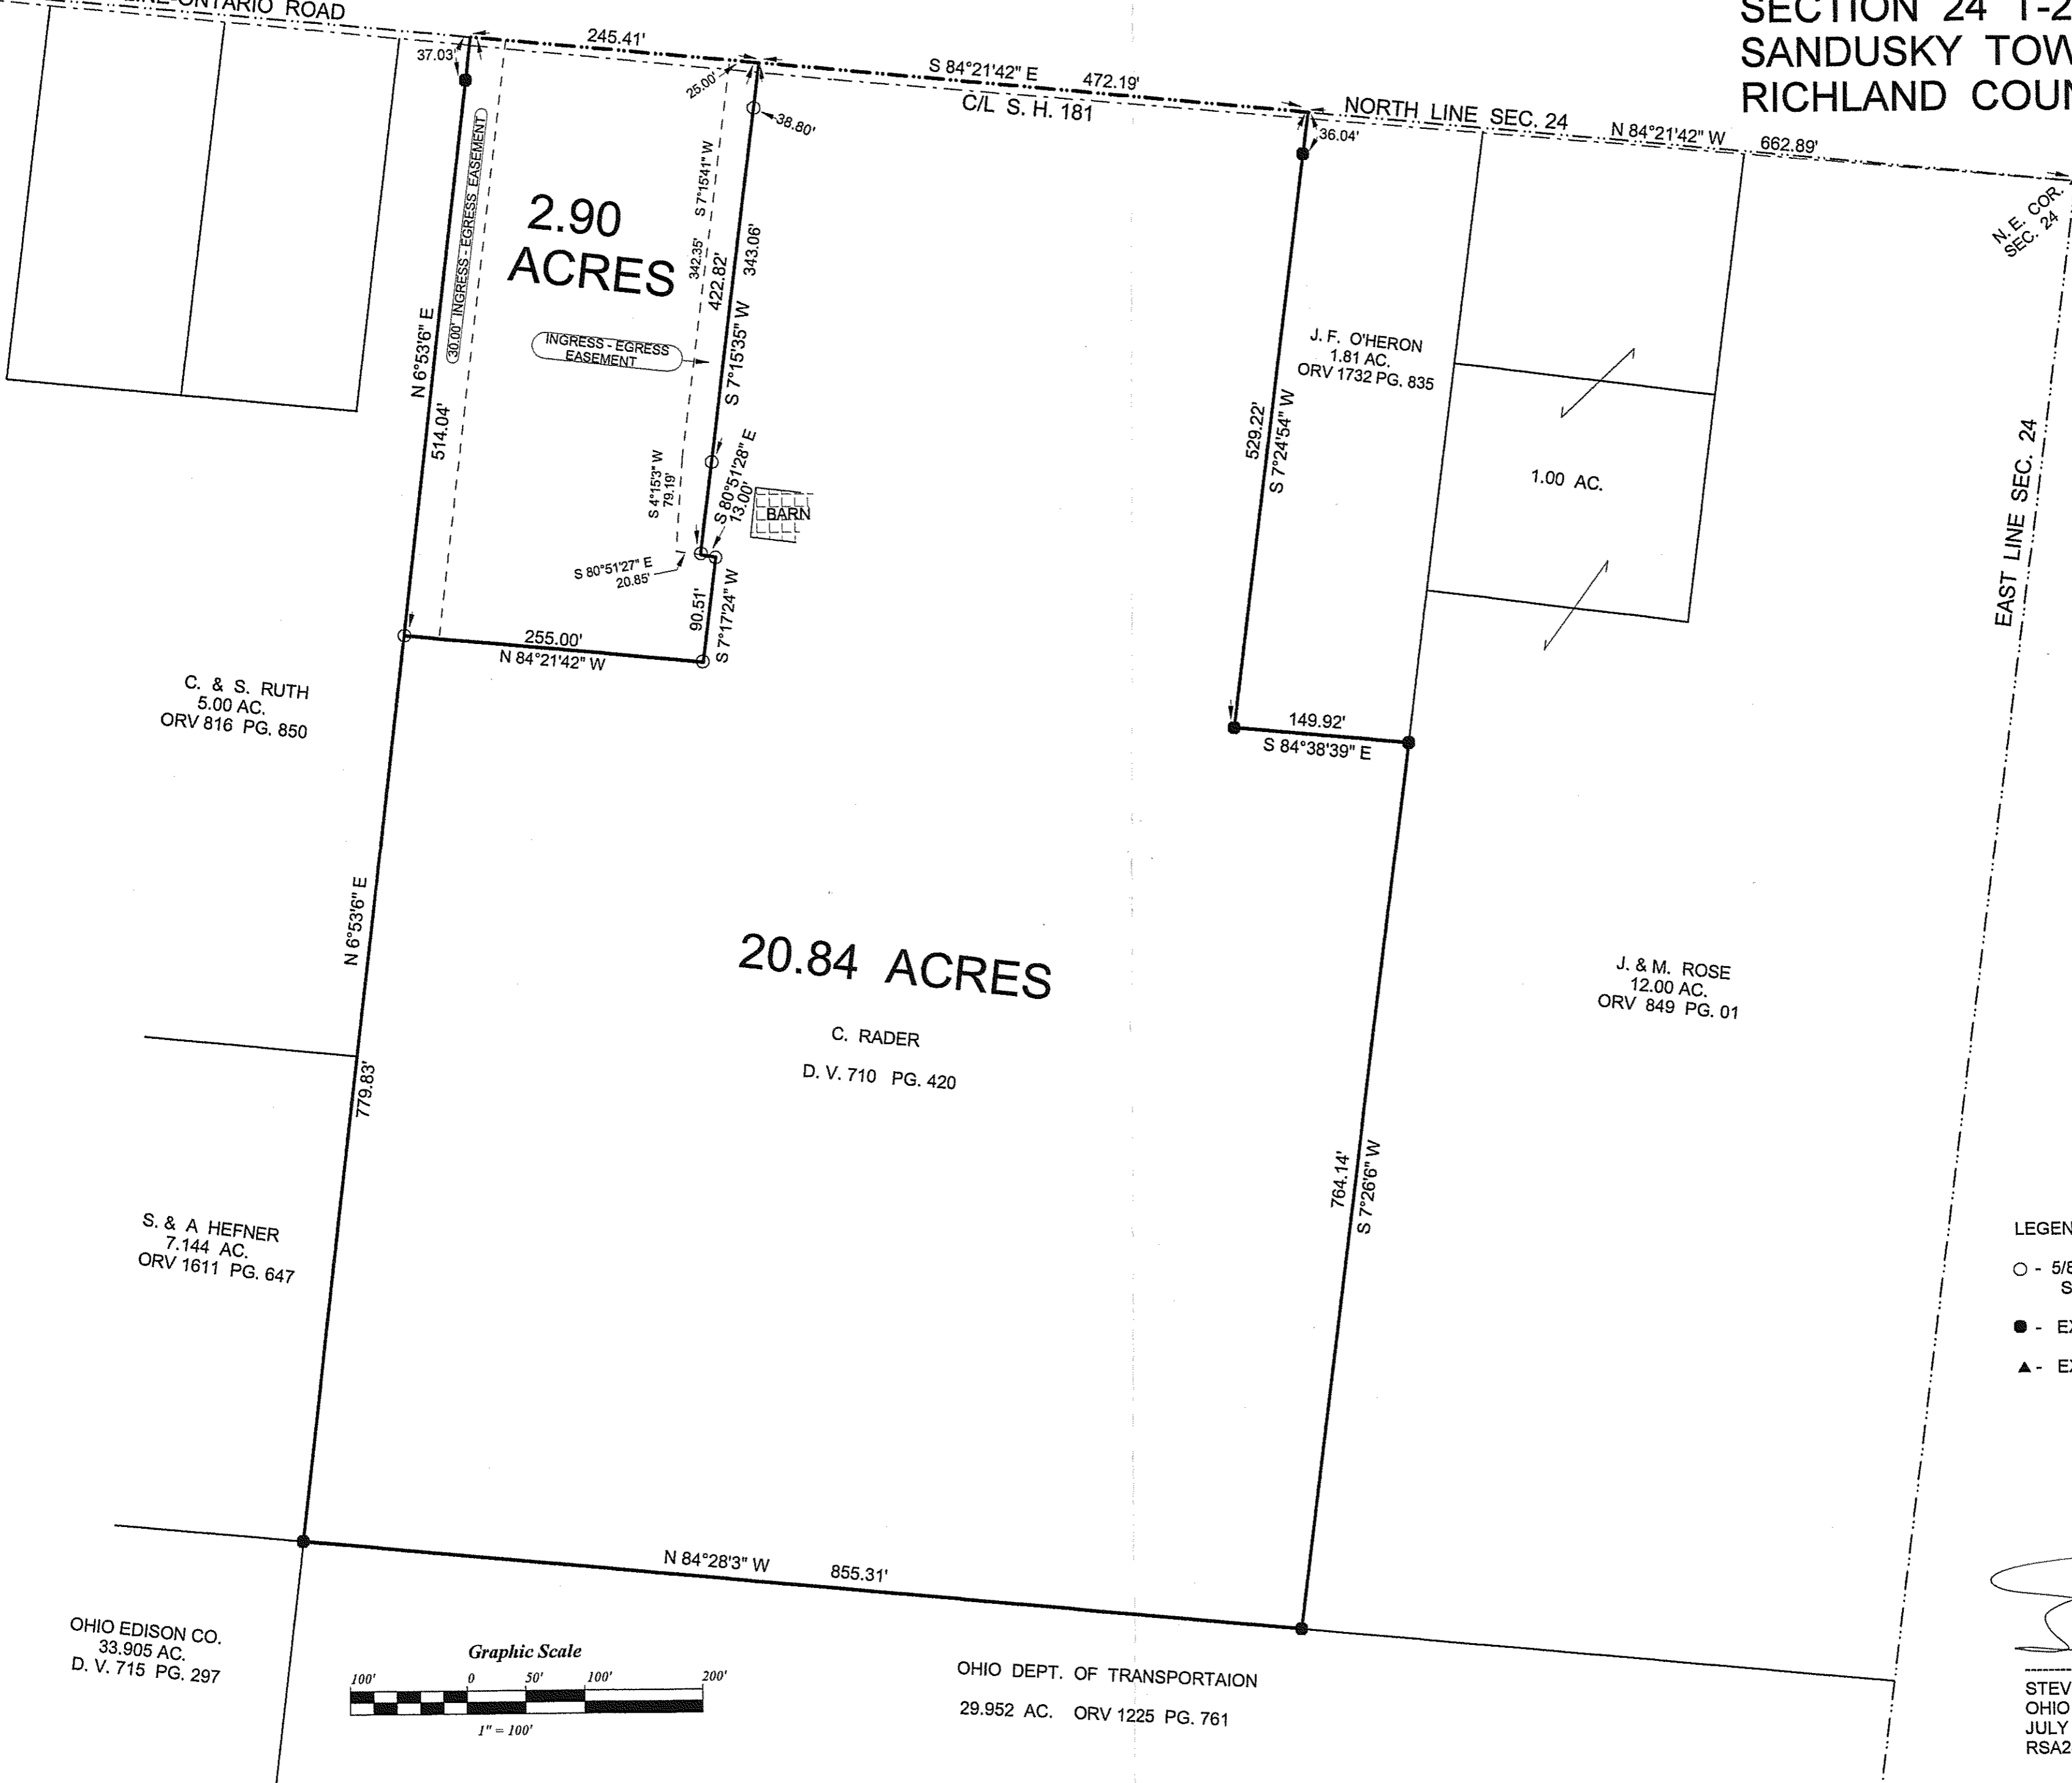 ONTARIO ROAD
SECTION 24
SANDUSKY
RICHLAND
37.03'
245.41'
25.00'
38.80'
S 84°21'42" E 472.19'
C/L S. H. 181
NORTH LINE SEC. 24
N 84°21'42" W 662.89'
36.04'
N. E. COR.
SEC. 24
30.00' INGRESS - EGRESS EASEMENT
2.90
ACRES
S 7°15'41" W
342.35'
422.82'
343.06'
S 7°15'35" W
INGRESS - EGRESS
EASEMENT
N 6°53'6" E
514.04'
S 4°15'3" W
79.19'
S 80°51'28" E
13.00'
BARN
S 80°51'27" E
20.85'
90.51'
S 7°17'24" W
255.00'
N 84°21'42" W
J. F. O'HERON
1.81 AC.
ORV 1732 PG. 835
529.22'
S 7°24'54" W
1.00 AC.
EAST LINE SEC. 24
149.92'
S 84°38'39" E
C. & S. RUTH
5.00 AC.
ORV 816 PG. 850
N 6°53'6" E
779.83'
20.84 ACRES
C. RADER
D. V. 710 PG. 420
J. & M. ROSE
12.00 AC.
ORV 849 PG. 01
764.14'
S 7°26'6" W
S. & A HEFNER
7.144 AC.
ORV 1611 PG. 647
- 5/8
-
-
N 84°28'3" W 855.31'
OHIO EDISON CO.
33.905 AC.
D. V. 715 PG. 297
Graphic Scale
100' 0 50' 100' 200'
1" = 100'
OHIO DEPT. OF TRANSPORTAION
29.952 AC. ORV 1225 PG. 761
OHIO
JULY